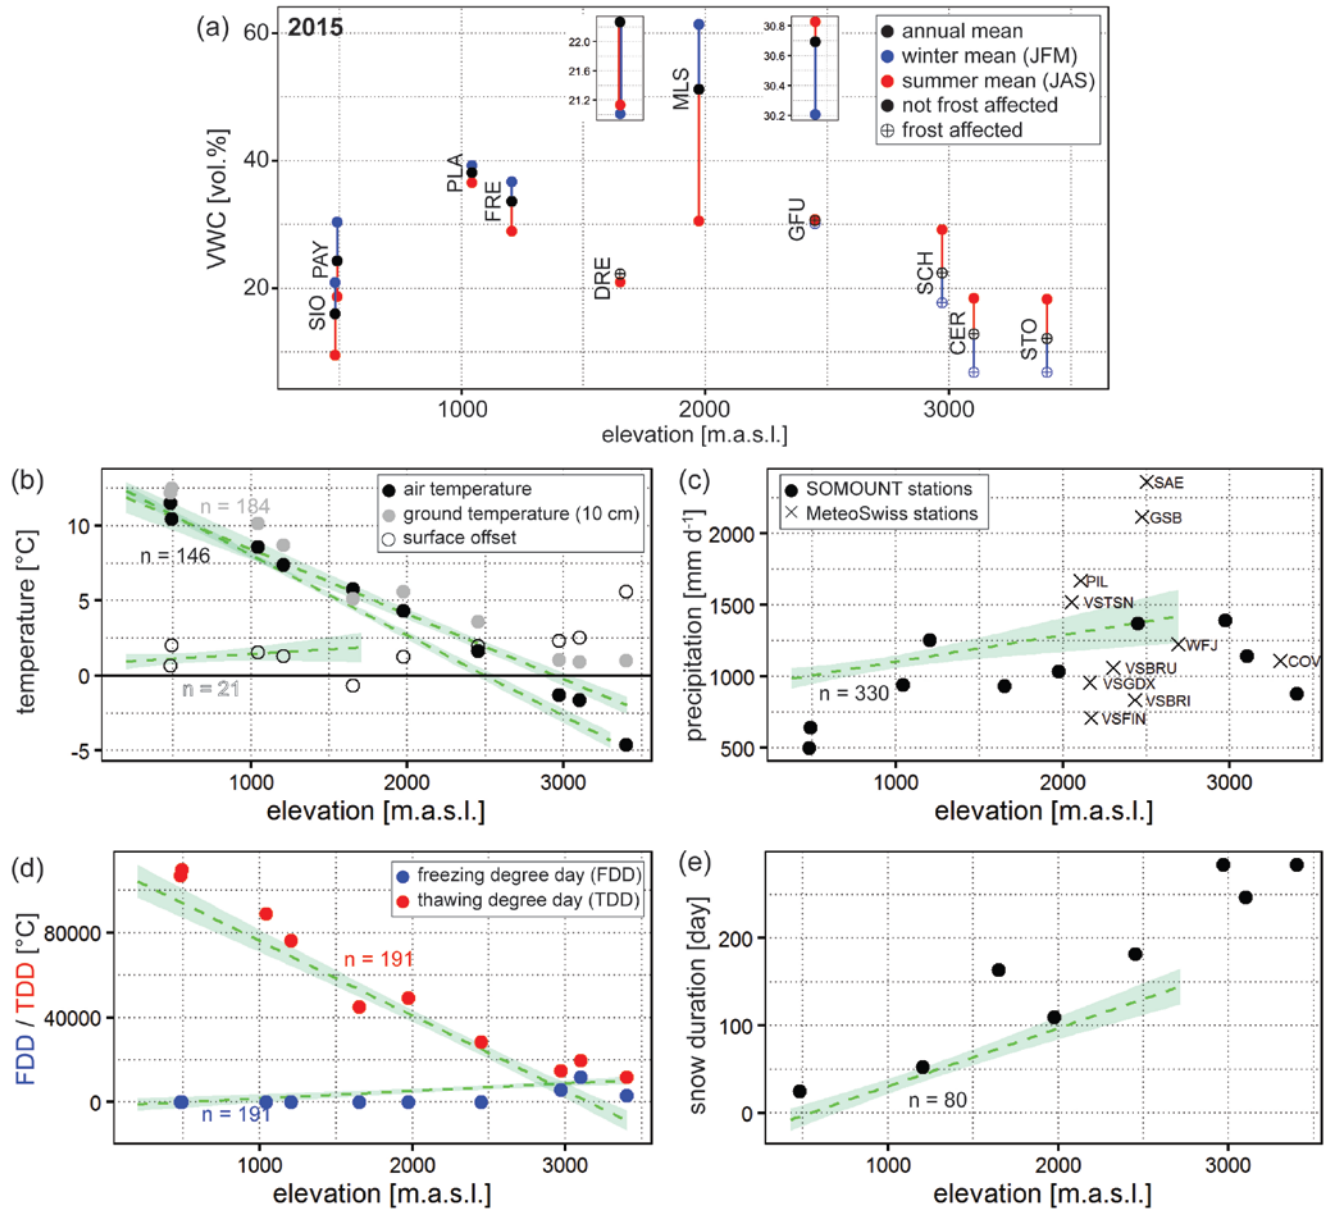 (a)
2015
VWC [vol.%]
60
40
20
22.0
21.6
21.2
30.8
30.6
30.4
30.2
annual mean
winter mean (JFM)
summer mean (JAS)
not frost affected
frost affected
SIO
PAY
PLA
FRE
DRE
MLS
GFU
SCH
CER
STO
1000
2000
3000
elevation [m.a.s.l.]
(b)
temperature [°C]
10
5
0
-5
air temperature
ground temperature (10 cm)
surface offset
n = 184
n = 146
n = 21
1000
2000
3000
elevation [m.a.s.l.]
(c)
precipitation [mm d⁻¹]
2000
1500
1000
500
SOMOUNT stations
MeteoSwiss stations
SAE
GSB
PIL
VSTSN
WFJ
COV
VSBRU
VSGDX
VSBRI
VSFIN
n = 330
1000
2000
3000
elevation [m.a.s.l.]
(d)
FDD / TDD [°C]
80000
40000
0
freezing degree day (FDD)
thawing degree day (TDD)
n = 191
n = 191
1000
2000
3000
elevation [m.a.s.l.]
(e)
snow duration [day]
200
100
0
n = 80
1000
2000
3000
elevation [m.a.s.l.]